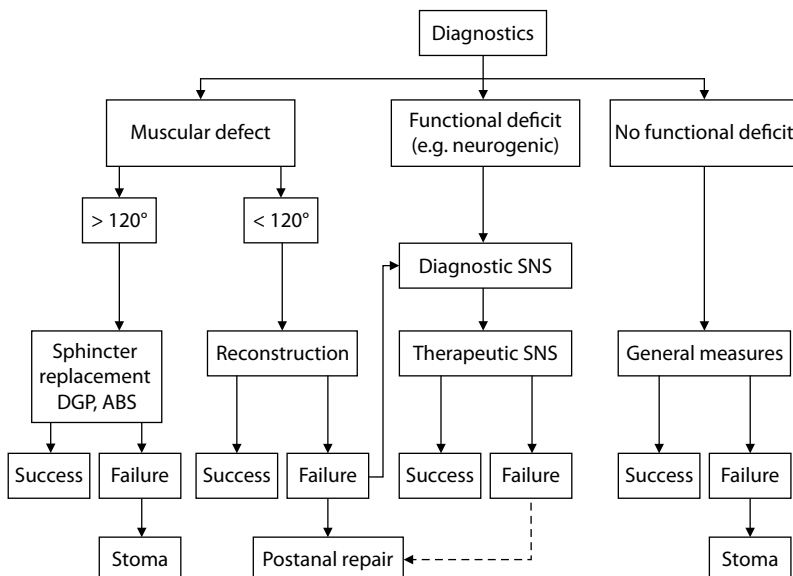 Diagnostics
Muscular defect
Functional deficit
(e.g. neurogenic)
No functional deficit
> 120°
< 120°
Diagnostic SNS
Sphincter
replacement
DGP, ABS
Reconstruction
Therapeutic SNS
General measures
Success
Failure
Success
Failure
Success
Failure
Success
Failure
Stoma
Postanal repair
Stoma